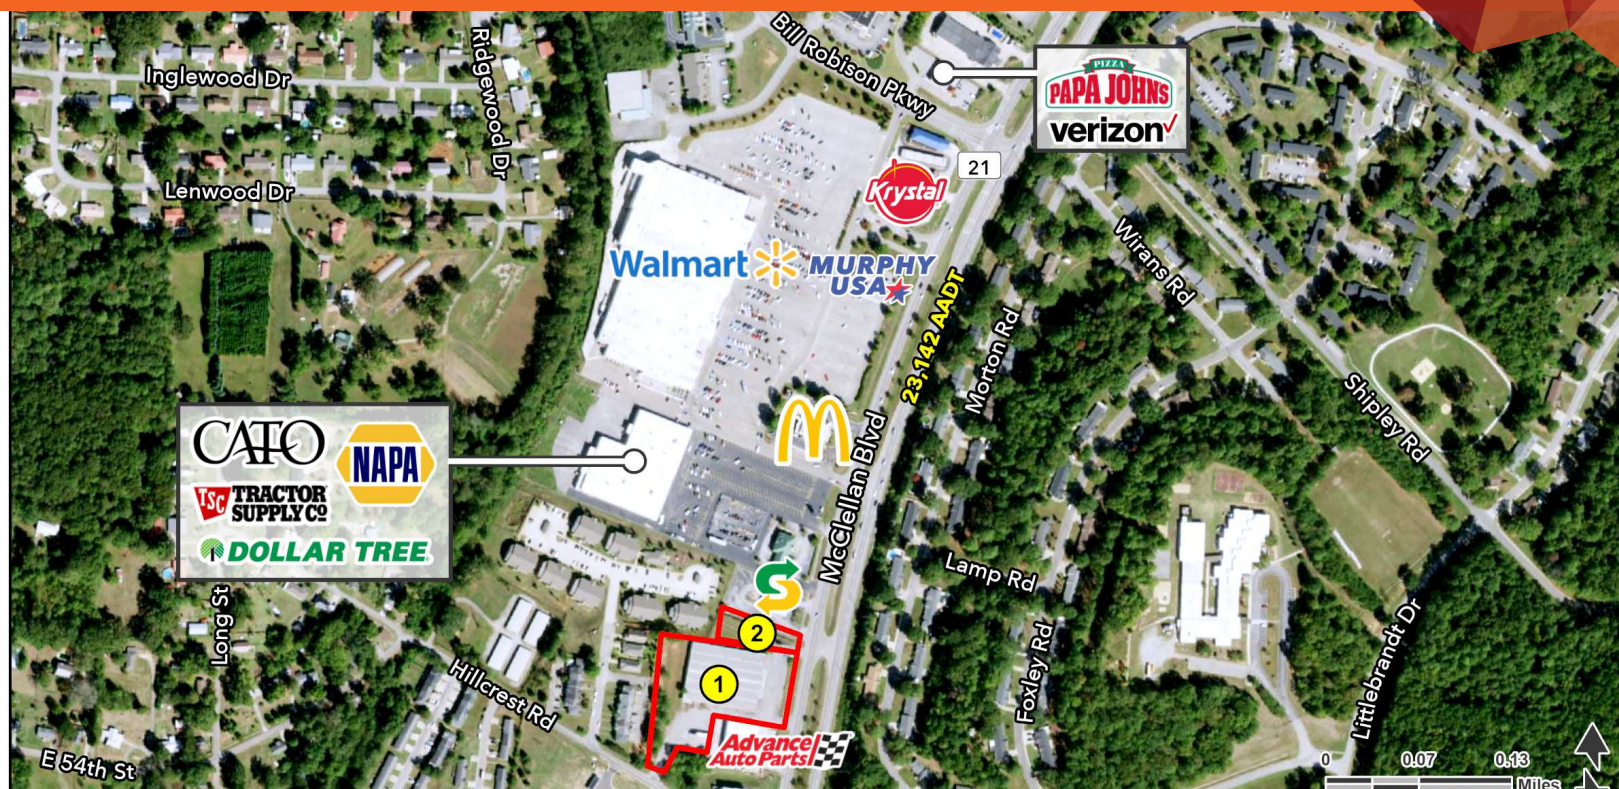 Inglewood Dr
Ridgewood Dr
Bill Robison Pkwy
PIZZA
PAPA JOHNS
verizon
Lenwood Dr
21
Krystal
Wirans Rd
Walmart
MURPHY
USA
23,142 AADT
Morton Rd
Shipley Rd
CATO
NAPA
TSC TRACTOR
SUPPLY CO
DOLLAR TREE
McClellan Blvd
Lamp Rd
Long St
2
1
Hillcrest Rd
Foxley Rd
Littlebrandt Dr
Advance
Auto Parts
E 54th St
0 0.07 0.13
Miles